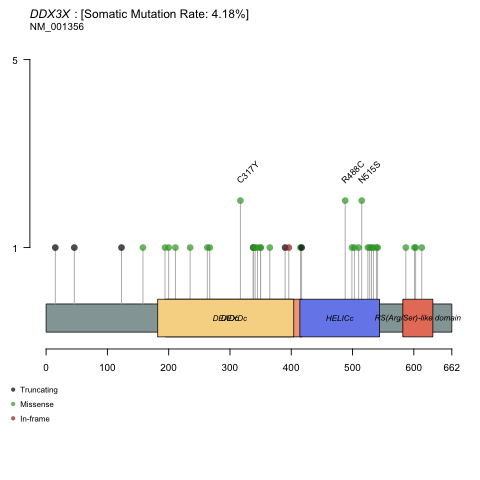 DDX3X : [Somatic Mutation Rate: 4.18%]
NM_001356
5
C317Y
R488C
N515S
1
DEXDc
HELICc
RS(Arg/Ser)-like domain
0 100 200 300 400 500 600 662
Truncating
Missense
In-frame